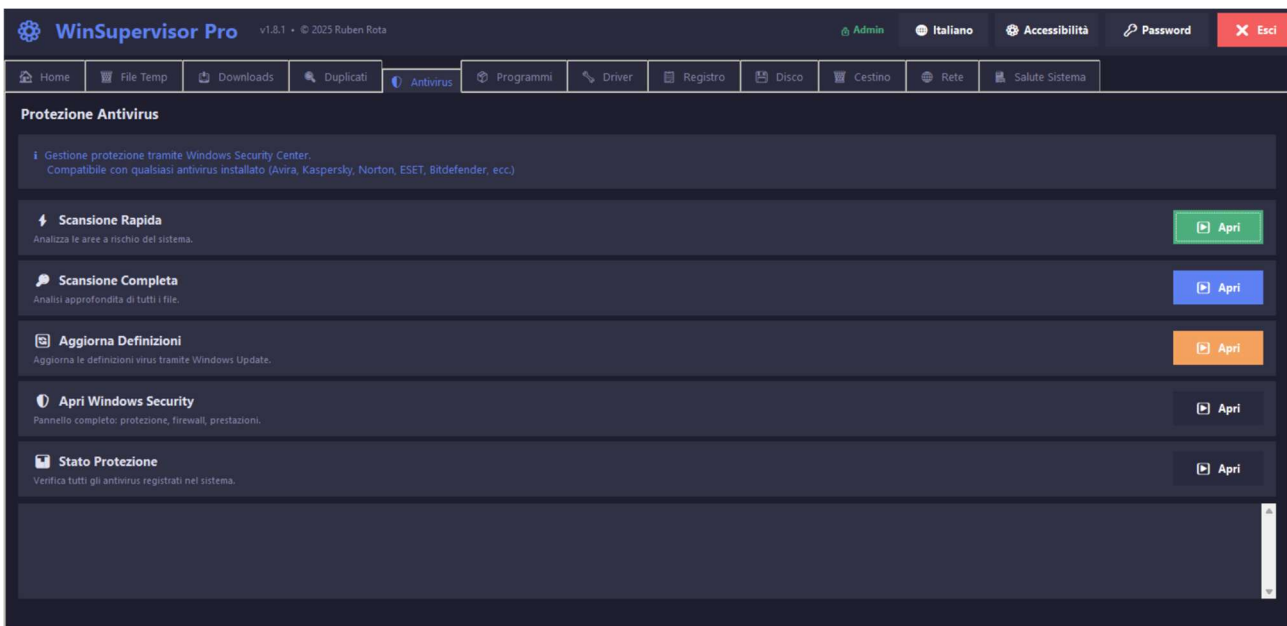 WinSupervisor Pro v1.8.1 • © 2025 Ruben Rota Admin Italiano Accessibilità Password Esci
Home File Temp Downloads Duplicati Antivirus Programmi Driver Registro Disco Cestino Rete Salute Sistema
Protezione Antivirus
Gestione protezione tramite Windows Security Center.
Compatibile con qualsiasi antivirus installato (Avira, Kaspersky, Norton, ESET, Bitdefender, ecc.)
Scansione Rapida
Analizza le aree a rischio del sistema.
Apri
Scansione Completa
Analisi approfondita di tutti i file.
Apri
Aggiorna Definizioni
Aggiorna le definizioni virus tramite Windows Update.
Apri
Apri Windows Security
Pannello completo: protezione, firewall, prestazioni.
Apri
Stato Protezione
Verifica tutti gli antivirus registrati nel sistema.
Apri